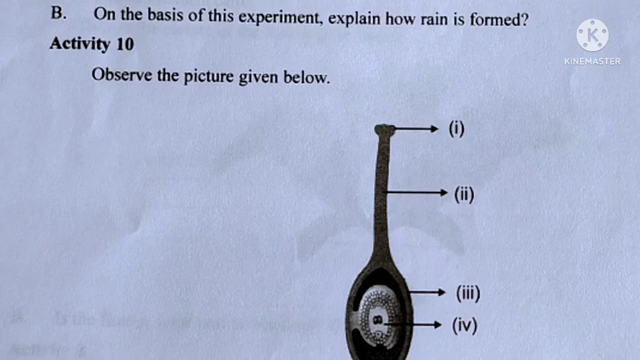 B. On the basis of this experiment, explain how rain is formed?
Activity 10
Observe the picture given below.
K
KINEMASTER
(i)
(ii)
(iii)
(iv)